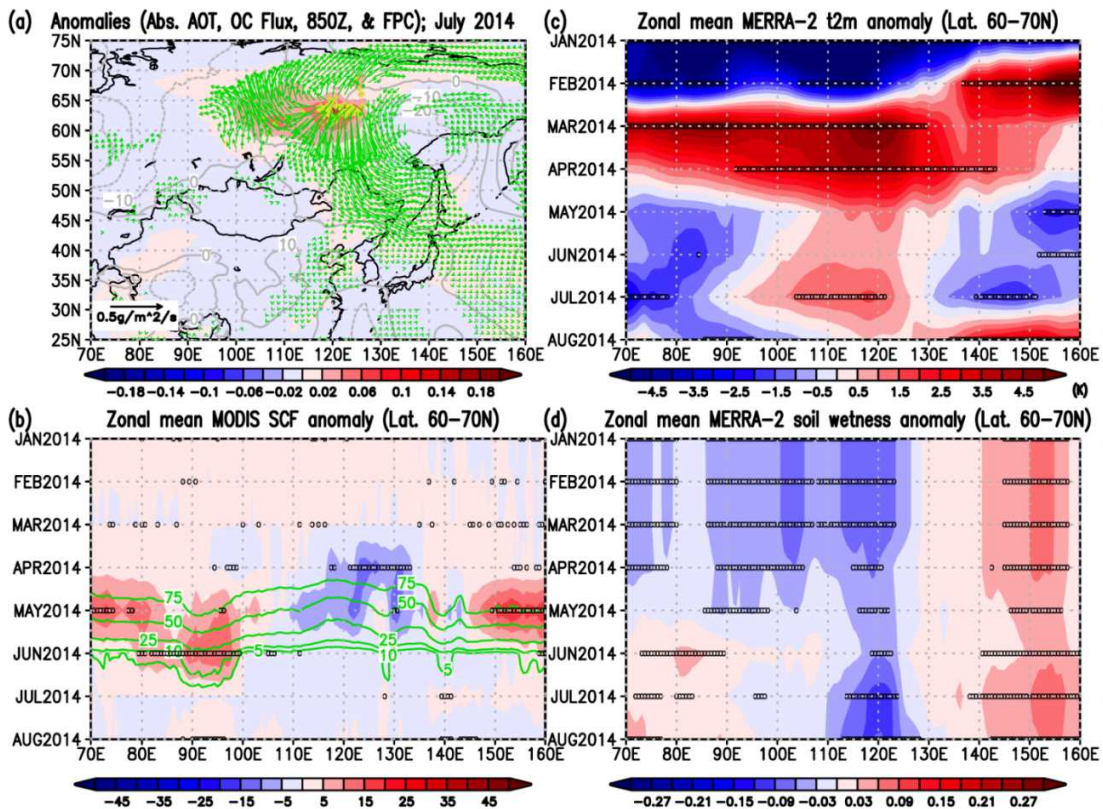 (a) Anomalies (Abs. AOT, OC Flux, 850Z, & FPC); July 2014
75N
70N
65N
60N
55N
50N
45N
40N
35N
30N
25N
0
-10
-20
0
-10
10
0
0.5g/m^2/s
70E 80E 90E 100E 110E 120E 130E 140E 150E 160E
-0.18 -0.14 -0.1 -0.06 -0.02 0.02 0.06 0.1 0.14 0.18
(c) Zonal mean MERRA-2 t2m anomaly (Lat. 60-70N)
JAN2014
FEB2014
MAR2014
APR2014
MAY2014
JUN2014
JUL2014
AUG2014
70E 80E 90E 100E 110E 120E 130E 140E 150E 160E
-4.5 -2.5 -1.5 -0.5 0.5 1.5 2.5 3.5 4.5 (K)
(b) Zonal mean MODIS SCF anomaly (Lat. 60-70N)
JAN2014
FEB2014
MAR2014
APR2014
MAY2014
JUN2014
JUL2014
AUG2014
75 75
50 50
25 25
10 5 10 5
70E 80E 90E 100E 110E 120E 130E 140E 150E 160E
-45 -35 -25 -15 -5 5 15 25 35 45
(d) Zonal mean MERRA-2 soil wetness anomaly (Lat. 60-70N)
JAN2014
FEB2014
MAR2014
APR2014
MAY2014
JUN2014
JUL2014
AUG2014
70E 80E 90E 100E 110E 120E 130E 140E 150E 160E
-0.27 -0.21 -0.15 -0.09 -0.03 0.03 0.09 0.15 0.21 0.27